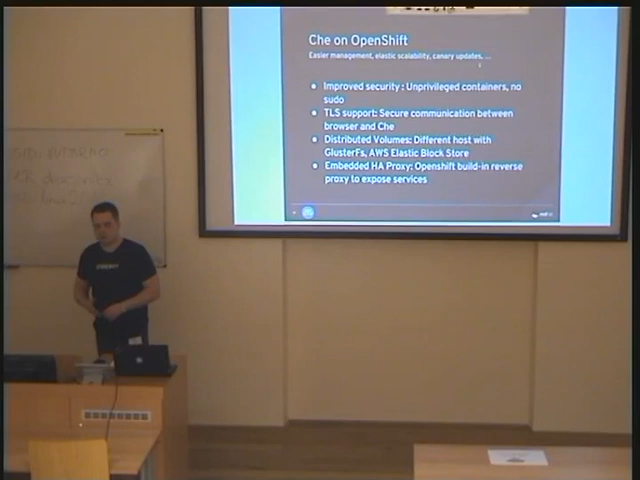 Che on OpenShift
Easier management, elastic scalability, canary updates, ...
● Improved security : Unprivileged containers, no
sudo
● TLS support: Secure communication between
browser and Che
● Distributed Volumes: Different host with
GlusterFs, AWS Elastic Block Store
● Embedded HA Proxy: Openshift build-in reverse
proxy to expose services